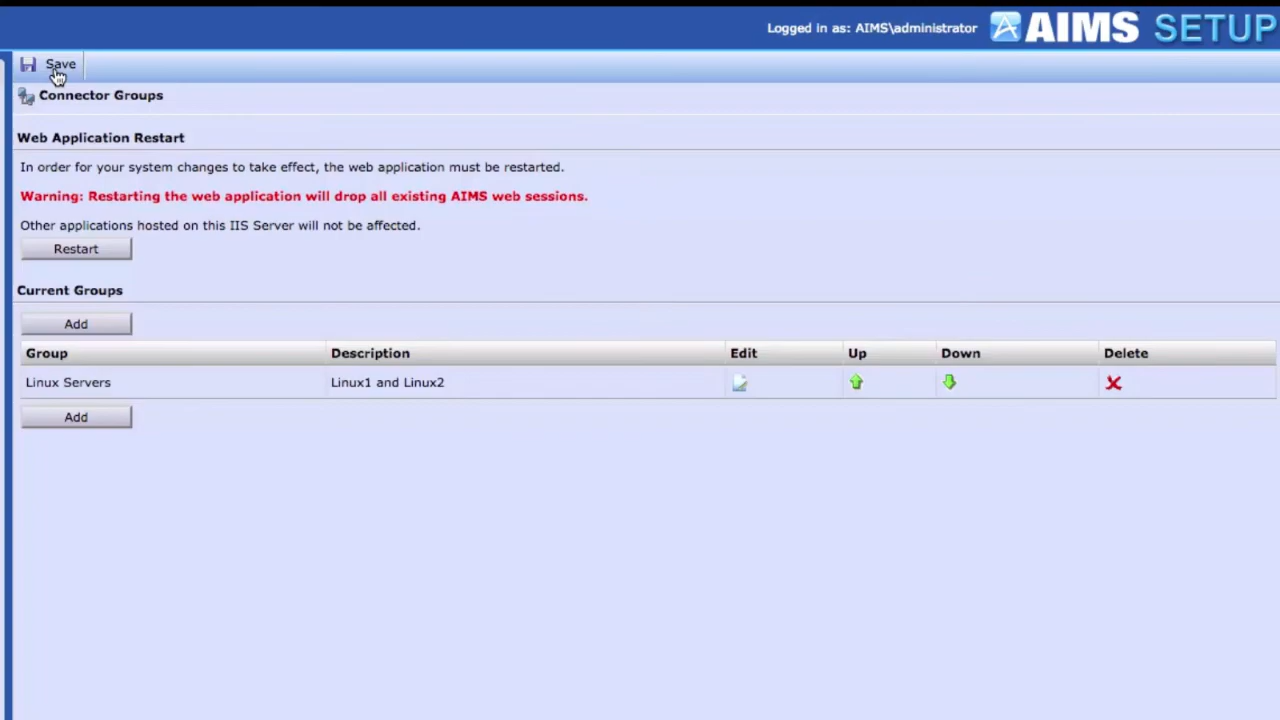 Logged in as: AIMS\administrator
AIMS SETUP
Save
Connector Groups
Web Application Restart
In order for your system changes to take effect, the web application must be restarted.
Warning: Restarting the web application will drop all existing AIMS web sessions.
Other applications hosted on this IIS Server will not be affected.
Restart
Current Groups
Add
Group Description Edit Up Down Delete
Linux Servers Linux1 and Linux2
Add